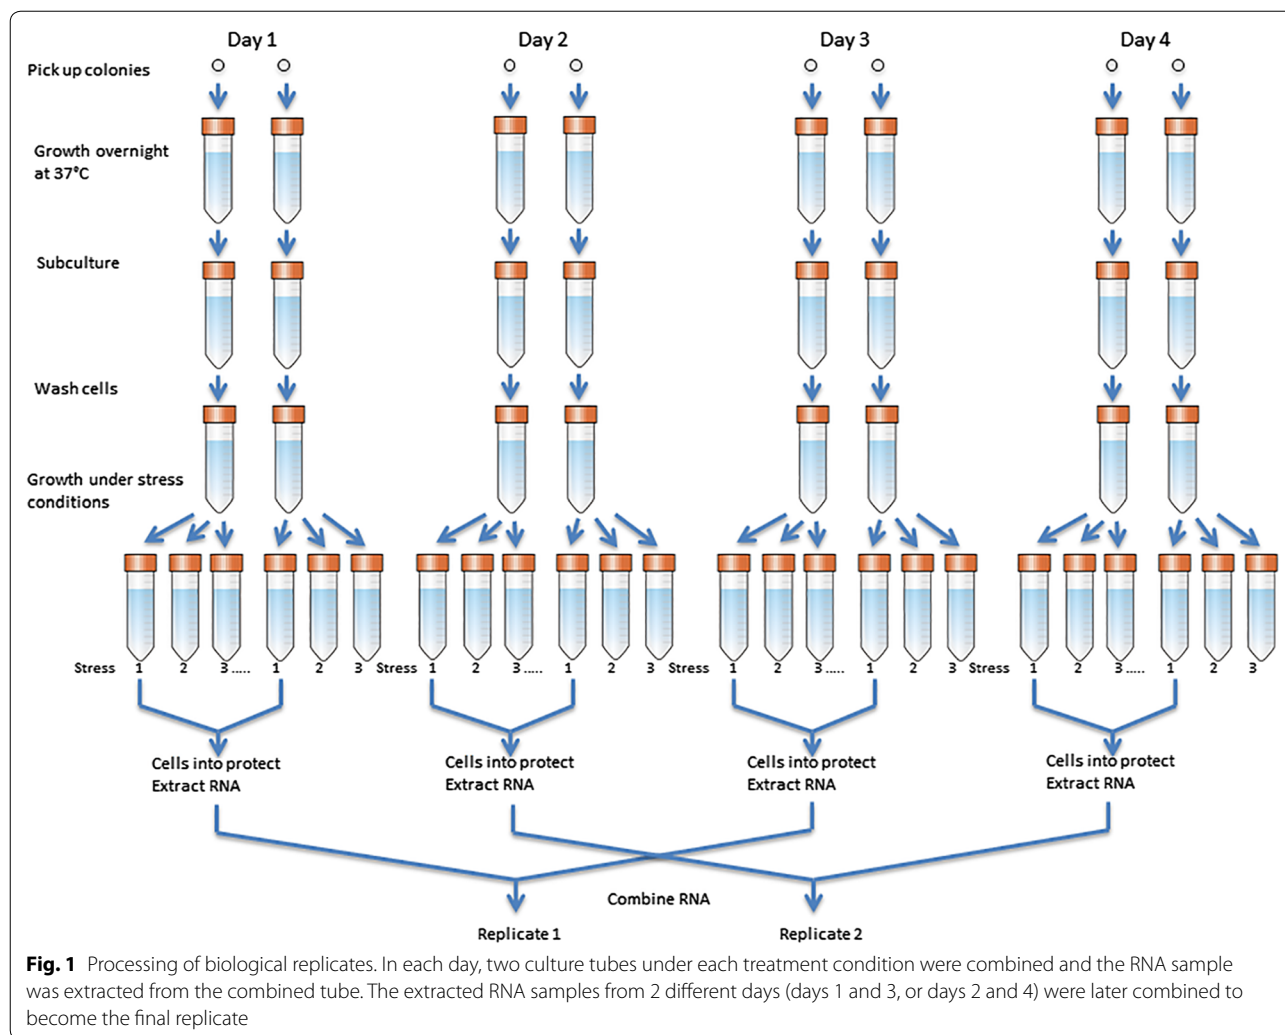 Day 1 Day 2 Day 3 Day 4
Pick up colonies
Growth overnight
at 37°C
Subculture
Wash cells
Growth under stress
conditions
Stress 1 2 3..... 1 2 3 Stress 1 2 3..... 1 2 3 Stress 1 2 3..... 1 2 3 Stress 1 2 3..... 1 2 3
Cells into protect Cells into protect Cells into protect Cells into protect
Extract RNA Extract RNA Extract RNA Extract RNA
Combine RNA
Replicate 1 Replicate 2
Fig. 1 Processing of biological replicates. In each day, two culture tubes under each treatment condition were combined and the RNA sample
was extracted from the combined tube. The extracted RNA samples from 2 different days (days 1 and 3, or days 2 and 4) were later combined to
become the final replicate